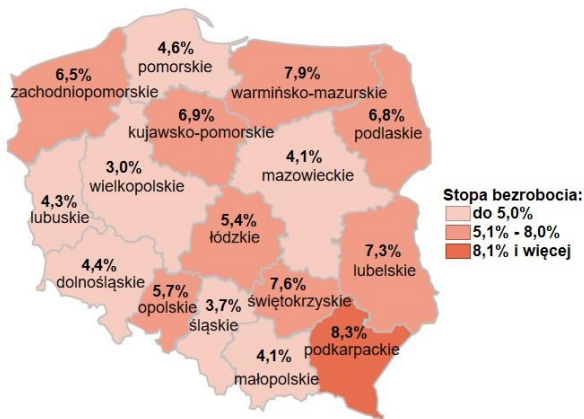 4,6%
pomorskie
6,5%
zachodniopomorskie
7,9%
warmińsko-mazurskie
6,9%
kujawsko-pomorskie
6,8%
podlaskie
3,0%
wielkopolskie
4,1%
mazowieckie
4,3%
lubuskie
Stopa bezrobocia:
do 5,0%
5,1% - 8,0%
8,1% i więcej
5,4%
łódzkie
7,3%
lubelskie
4,4%
dolnośląskie
5,7%
opolskie
3,7%
śląskie
7,6%
świętokrzyskie
8,3%
podkarpackie
4,1%
małopolskie